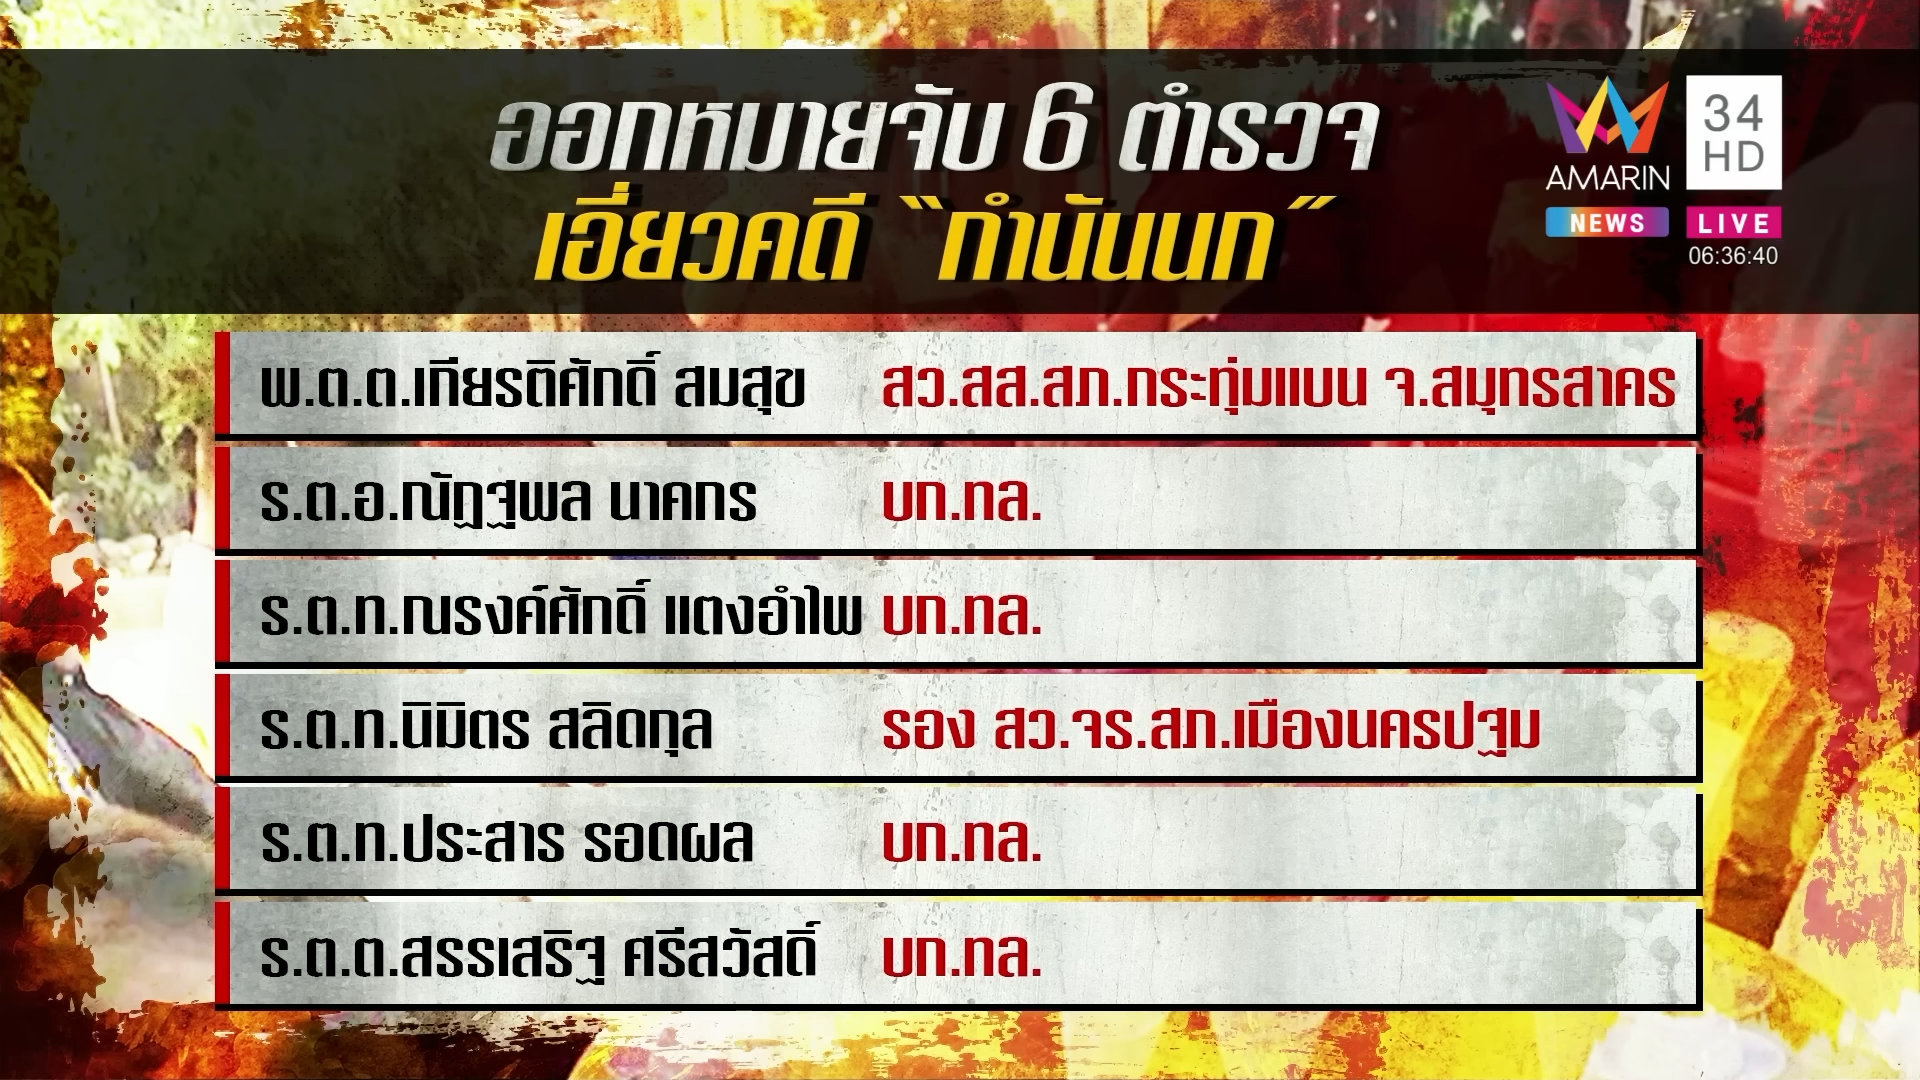 ออกหมายจับ 6 ตำรวจ
เอี่ยวคดี “กำนันนก”
AMARIN
34
HD
NEWS
LIVE
06:36:40
พ.ต.ต.เกียรติศักดิ์ สมสุข สว.สส.สภ.กระทุ่มแบน จ.สมุทรสาคร
ร.ต.อ.ณัฏฐพล นาคกร บก.ทล.
ร.ต.ท.ณรงค์ศักดิ์ แตงอำไพ บก.ทล.
ร.ต.ท.นิมิตร สลิดกุล รอง สว.จร.สภ.เมืองนครปฐม
ร.ต.ท.ประสาร รอดผล บก.ทล.
ร.ต.ต.สรรเสริฐ ศรีสวัสดิ์ บก.ทล.